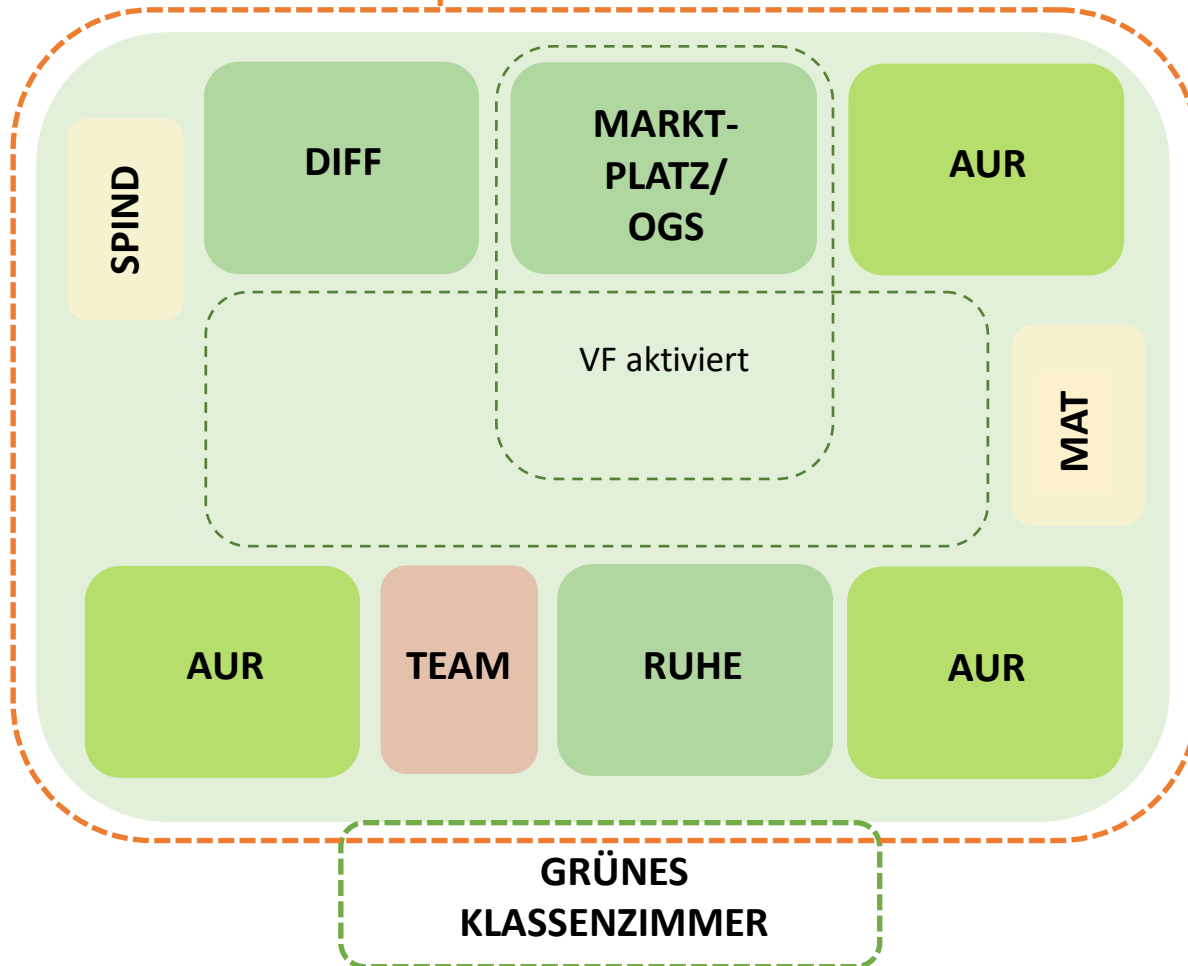 DIFF
MARKT-
PLATZ/
OGS
AUR
SPIND
VF aktiviert
MAT
AUR
TEAM
RUHE
AUR
GRÜNES
KLASSENZIMMER